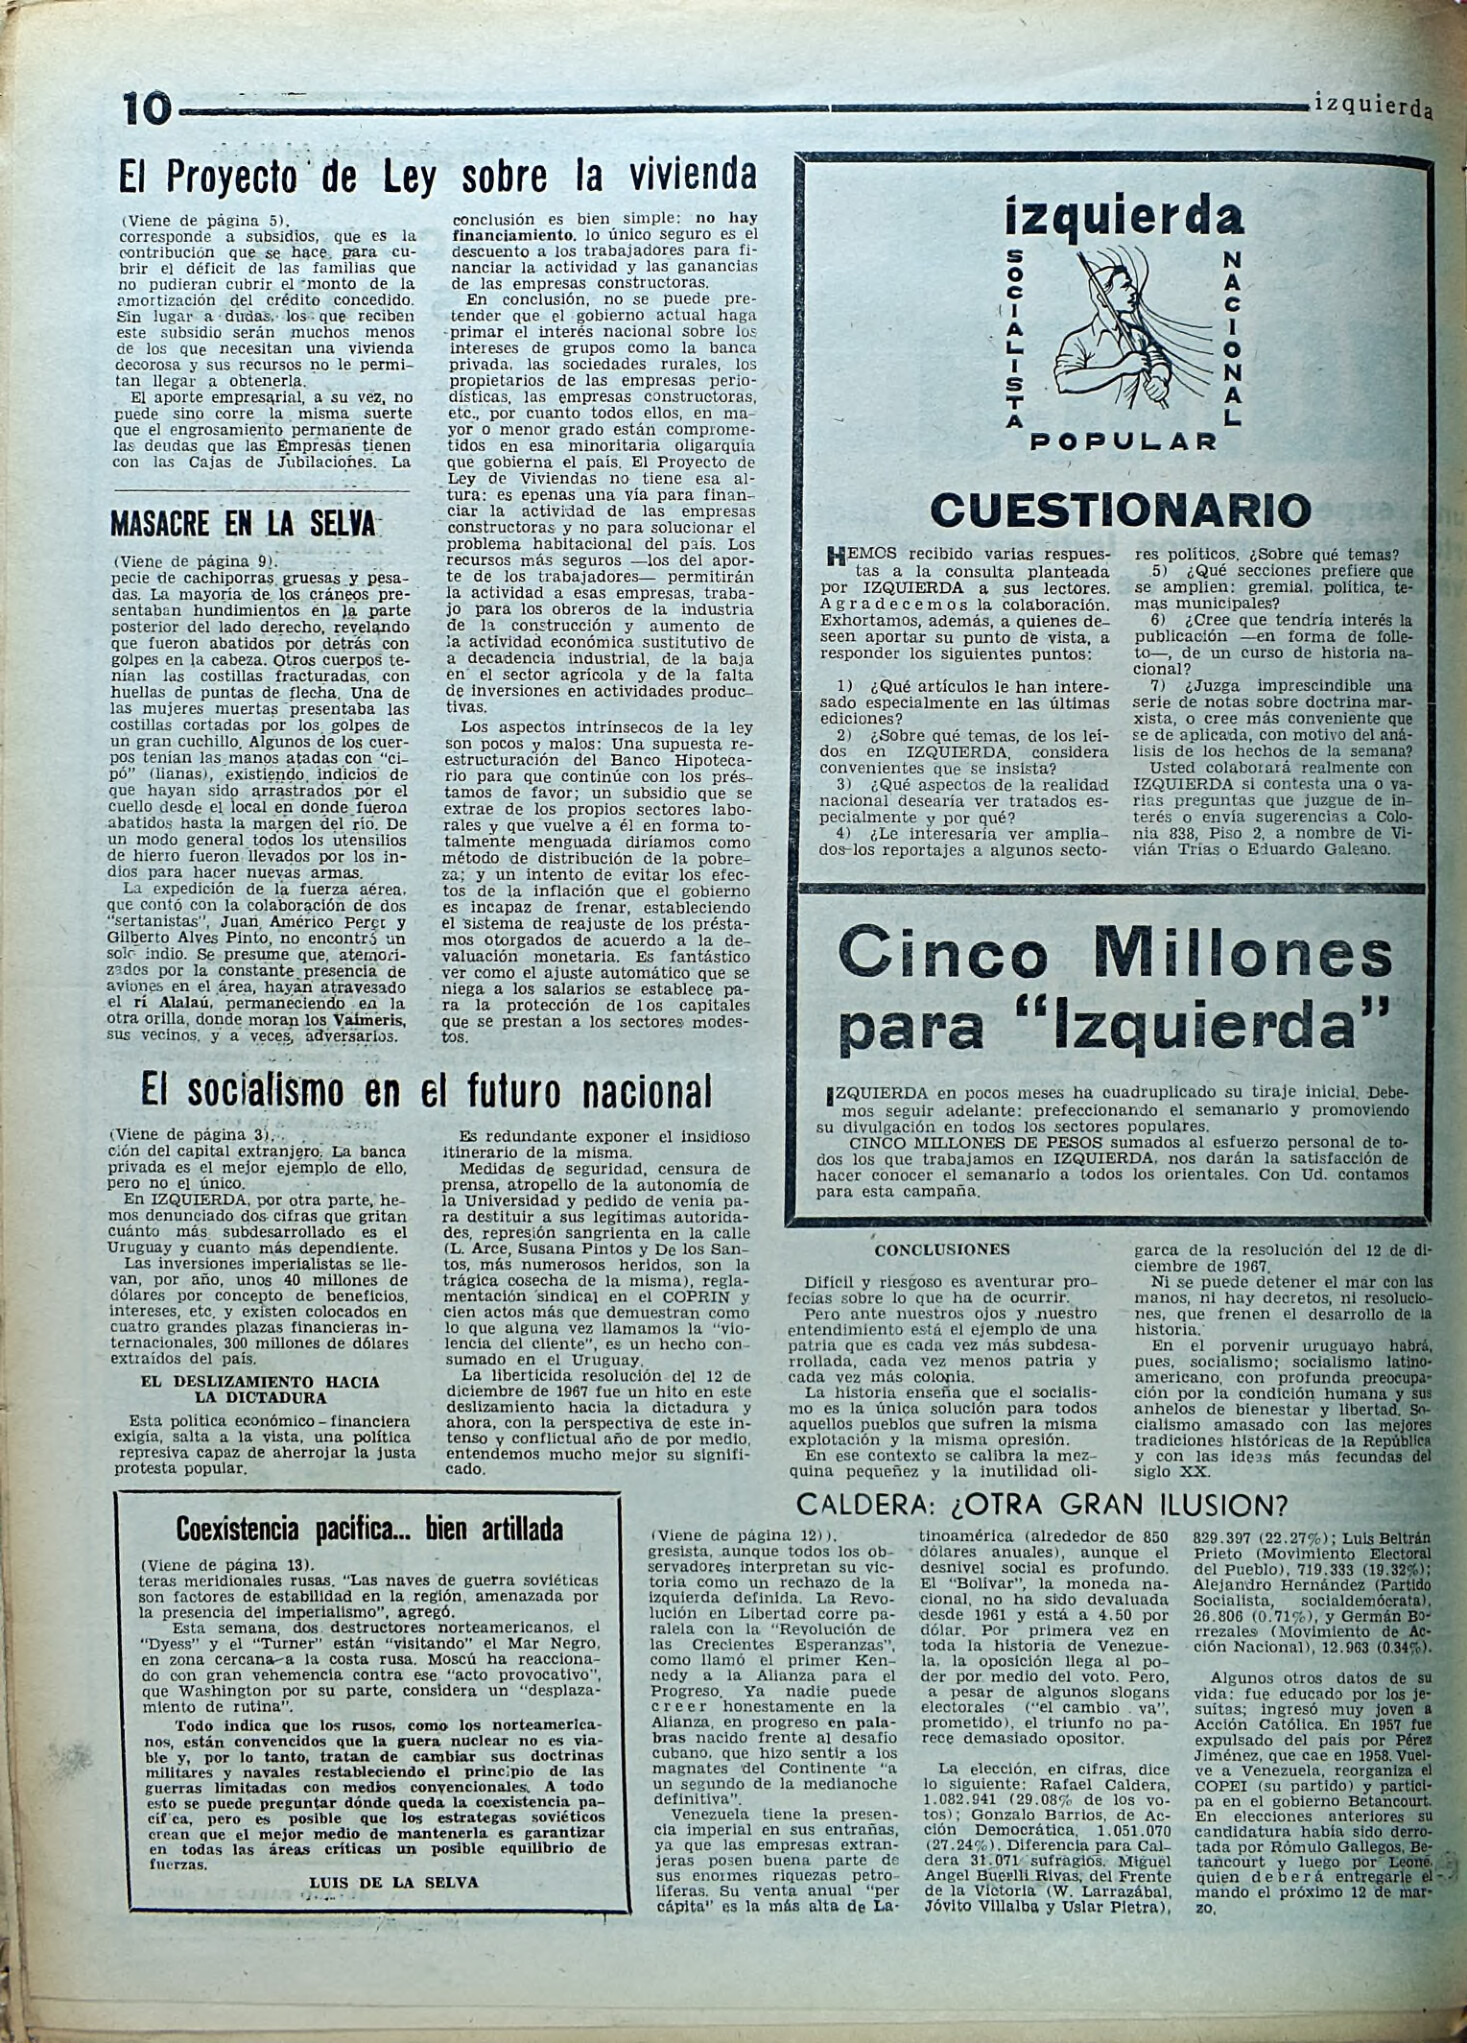 10
izquierda
El Proyecto de Ley sobre la vivienda
(Viene de página 5).
corresponde a subsidios, que es la
contribución que se hace para cu-
brir el déficit de las familias que
no pudieran cubrir el monto de la
amortización del crédito concedido.
Sin lugar a dudas, los que reciben
este subsidio serán muchos menos
de los que necesitan una vivienda
decorosa y sus recursos no le permi-
tan llegar a obtenerla.
El aporte empresarial, a su vez, no
puede sino corre la misma suerte
que el engrosamiento permanente de
las deudas que las Empresas tienen
con las Cajas de Jubilaciones. La
conclusión es bien simple: no hay
financiamiento, lo único seguro es el
descuento a los trabajadores para fi-
nanciar la actividad y las ganancias
de las empresas constructoras.
En conclusión, no se puede pre-
tender que el gobierno actual haga
primar el interés nacional sobre los
intereses de grupos como la banca
privada, las sociedades rurales, los
propietarios de las empresas perio-
dísticas, las empresas constructoras,
etc., por cuanto todos ellos, en ma-
yor o menor grado están comprome-
tidos en esa minoritaria oligarquía
que gobierna el país. El Proyecto de
Ley de Viviendas no tiene esa al-
tura: es epenas una vía para finan-
ciar la actividad de las empresas
constructoras y no para solucionar el
problema habitacional del país. Los
recursos más seguros —los del apor-
te de los trabajadores— permitirán
la actividad a esas empresas, traba-
jo para los obreros de la industria
de la construcción y aumento de
la actividad económica sustitutivo de
a decadencia industrial, de la baja
en el sector agrícola y de la falta
de inversiones en actividades produc-
tivas.
Los aspectos intrínsecos de la ley
son pocos y malos: Una supuesta re-
estructuración del Banco Hipoteca-
rio para que continúe con los prés-
tamos de favor; un subsidio que se
extrae de los propios sectores labo-
rales y que vuelve a él en forma to-
talmente menguada diríamos como
método de distribución de la pobre-
za; y un intento de evitar los efec-
tos de la inflación que el gobierno
es incapaz de frenar, estableciendo
el sistema de reajuste de los présta-
mos otorgados de acuerdo a la de-
valuación monetaria. Es fantástico
ver como el ajuste automático que se
niega a los salarios se establece pa-
ra la protección de los capitales
que se prestan a los sectores modes-
tos.
MASACRE EN LA SELVA
(Viene de página 9).
pecie de cachiporras gruesas y pesa-
das. La mayoría de los cráneos pre-
sentaban hundimientos en la parte
posterior del lado derecho, revelando
que fueron abatidos por detrás con
golpes en la cabeza. Otros cuerpos te-
nían las costillas fracturadas, con
huellas de puntas de flecha. Una de
las mujeres muertas presentaba las
costillas cortadas por los golpes de
un gran cuchillo. Algunos de los cuer-
pos tenían las manos atadas con "ci-
pó" (lianas), existiendo indicios de
que hayan sido arrastrados por el
cuello desde el local en donde fueron
abatidos hasta la margen del río. De
un modo general todos los utensilios
de hierro fueron llevados por los in-
dios para hacer nuevas armas.
La expedición de la fuerza aérea,
que contó con la colaboración de dos
"sertanistas", Juan Américo Peret y
Gilberto Alves Pinto, no encontró un
solo indio. Se presume que, atemori-
zados por la constante presencia de
aviones en el área, hayan atravesado
el rí Alalaú, permaneciendo en la
otra orilla, donde moran los Vaimeris,
sus vecinos, y a veces, adversarios.
izquierda
SOCIALISTA
NACIONAL
POPULAR
CUESTIONARIO
HEMOS recibido varias respues-
tas a la consulta planteada
por IZQUIERDA a sus lectores.
Agradecemos la colaboración.
Exhortamos, además, a quienes de-
seen aportar su punto de vista, a
responder los siguientes puntos:
1) ¿Qué artículos le han intere-
sado especialmente en las últimas
ediciones?
2) ¿Sobre qué temas, de los leí-
dos en IZQUIERDA, considera
convenientes que se insista?
3) ¿Qué aspectos de la realidad
nacional desearía ver tratados es-
pecialmente y por qué?
4) ¿Le interesaría ver amplia-
dos los reportajes a algunos secto-
res políticos. ¿Sobre qué temas?
5) ¿Qué secciones prefiere que
se amplíen: gremial, política, te-
mas municipales?
6) ¿Cree que tendría interés la
publicación —en forma de folle-
to—, de un curso de historia na-
cional?
7) ¿Juzga imprescindible una
serie de notas sobre doctrina mar-
xista, o cree más conveniente que
se de aplicada, con motivo del aná-
lisis de los hechos de la semana?
Usted colaborará realmente con
IZQUIERDA si contesta una o va-
rias preguntas que juzgue de in-
terés o envía sugerencias a Colo-
nia 838, Piso 2, a nombre de Vi-
vián Trías o Eduardo Galeano.
Cinco Millones
para "Izquierda"
IZQUIERDA en pocos meses ha cuadruplicado su tiraje inicial. Debe-
mos seguir adelante: prefeccionando el semanario y promoviendo
su divulgación en todos los sectores populares.
CINCO MILLONES DE PESOS sumados al esfuerzo personal de to-
dos los que trabajamos en IZQUIERDA, nos darán la satisfacción de
hacer conocer el semanario a todos los orientales. Con Ud. contamos
para esta campaña.
El socialismo en el futuro nacional
(Viene de página 3).
ción del capital extranjero. La banca
privada es el mejor ejemplo de ello,
pero no el único.
En IZQUIERDA, por otra parte, he-
mos denunciado dos cifras que gritan
cuánto más subdesarrollado es el
Uruguay y cuanto más dependiente.
Las inversiones imperialistas se lle-
van, por año, unos 40 millones de
dólares por concepto de beneficios,
intereses, etc. y existen colocados en
cuatro grandes plazas financieras in-
ternacionales, 300 millones de dólares
extraídos del país.
EL DESLIZAMIENTO HACIA
LA DICTADURA
Esta política económico-financiera
exigía, salta a la vista, una política
represiva capaz de aherrojar la justa
protesta popular.
Es redundante exponer el insidioso
itinerario de la misma.
Medidas de seguridad, censura de
prensa, atropello de la autonomía de
la Universidad y pedido de venia pa-
ra destituir a sus legítimas autorida-
des, represión sangrienta en la calle
(L. Arce, Susana Pintos y De los San-
tos, más numerosos heridos, son la
trágica cosecha de la misma), regla-
mentación sindical en el COPRIN y
cien actos más que demuestran como
lo que alguna vez llamamos la "vio-
lencia del cliente", es un hecho con-
sumado en el Uruguay.
La liberticida resolución del 12 de
diciembre de 1967 fue un hito en este
deslizamiento hacia la dictadura y
ahora, con la perspectiva de este in-
tenso y conflictual año de por medio,
entendemos mucho mejor su signifi-
cado.
CONCLUSIONES
Difícil y riesgoso es aventurar pro-
fecías sobre lo que ha de ocurrir.
Pero ante nuestros ojos y nuestro
entendimiento está el ejemplo de una
patria que es cada vez más subdesa-
rrollada, cada vez menos patria y
cada vez más colonia.
La historia enseña que el socialis-
mo es la única solución para todos
aquellos pueblos que sufren la misma
explotación y la misma opresión.
En ese contexto se calibra la mez-
quina pequeñez y la inutilidad oli-
garca de la resolución del 12 de di-
ciembre de 1967.
Ni se puede detener el mar con las
manos, ni hay decretos, ni resolucio-
nes, que frenen el desarrollo de la
historia.
En el porvenir uruguayo habrá,
pues, socialismo; socialismo latino-
americano, con profunda preocupa-
ción por la condición humana y sus
anhelos de bienestar y libertad. So-
cialismo amasado con las mejores
tradiciones históricas de la República
y con las ideas más fecundas del
siglo XX.
Coexistencia pacífica... bien artillada
(Viene de página 13).
teras meridionales rusas. "Las naves de guerra soviéticas
son factores de estabilidad en la región, amenazada por
la presencia del imperialismo", agregó.
Esta semana, dos destructores norteamericanos, el
"Dyess" y el "Turner" están "visitando" el Mar Negro,
en zona cercana a la costa rusa. Moscú ha reacciona-
do con gran vehemencia contra ese "acto provocativo",
que Washington por su parte, considera un "desplaza-
miento de rutina".
Todo indica que los rusos, como los norteamerica-
nos, están convencidos que la guera nuclear no es via-
ble y, por lo tanto, tratan de cambiar sus doctrinas
militares y navales restableciendo el principio de las
guerras limitadas con medios convencionales. A todo
esto se puede preguntar dónde queda la coexistencia pa-
cífica, pero es posible que los estrategas soviéticos
crean que el mejor medio de mantenerla es garantizar
en todas las áreas críticas un posible equilibrio de
fuerzas.
LUIS DE LA SELVA
CALDERA: ¿OTRA GRAN ILUSION?
(Viene de página 12)).
gresista, aunque todos los ob-
servadores interpretan su vic-
toria como un rechazo de la
izquierda definida. La Revo-
lución en Libertad corre pa-
ralela con la "Revolución de
las Crecientes Esperanzas",
como llamó el primer Ken-
nedy a la Alianza para el
Progreso. Ya nadie puede
creer honestamente en la
Alianza, en progreso en pala-
bras nacido frente al desafío
cubano, que hizo sentir a los
magnates del Continente "a
un segundo de la medianoche
definitiva".
Venezuela tiene la presen-
cia imperial en sus entrañas,
ya que las empresas extran-
jeras posen buena parte de
sus enormes riquezas petro-
líferas. Su venta anual "per
cápita" es la más alta de La-
tinoamérica (alrededor de 850
dólares anuales), aunque el
desnivel social es profundo.
El "Bolívar", la moneda na-
cional, no ha sido devaluada
desde 1961 y está a 4.50 por
dólar. Por primera vez en
toda la historia de Venezue-
la, la oposición llega al po-
der por medio del voto. Pero,
a pesar de algunos slogans
electorales ("el cambio va",
prometido), el triunfo no pa-
rece demasiado opositor.
La elección, en cifras, dice
lo siguiente: Rafael Caldera,
1.082.941 (29.08% de los vo-
tos); Gonzalo Barrios, de Ac-
ción Democrática, 1.051.070
(27.24%). Diferencia para Cal-
dera 31.071 sufragios. Miguel
Angel Buerlli Rivas, del Frente
de la Victoria (W. Larrazábal,
Jóvito Villalba y Uslar Pietra),
829.397 (22.27%); Luis Beltrán
Prieto (Movimiento Electoral
del Pueblo), 719.333 (19.32%);
Alejandro Hernández (Partido
Socialista, socialdemócrata),
26.806 (0.71%), y Germán Bo-
rrezales (Movimiento de Ac-
ción Nacional), 12.963 (0.34%).
Algunos otros datos de su
vida: fue educado por los je-
suítas; ingresó muy joven a
Acción Católica. En 1957 fue
expulsado del país por Pérez
Jiménez, que cae en 1958. Vuel-
ve a Venezuela, reorganiza el
COPEI (su partido) y partici-
pa en el gobierno Betancourt.
En elecciones anteriores su
candidatura había sido derro-
tada por Rómulo Gallegos, Be-
tancourt y luego por Leoné,
quien deberá entregarle el
mando el próximo 12 de mar-
zo.